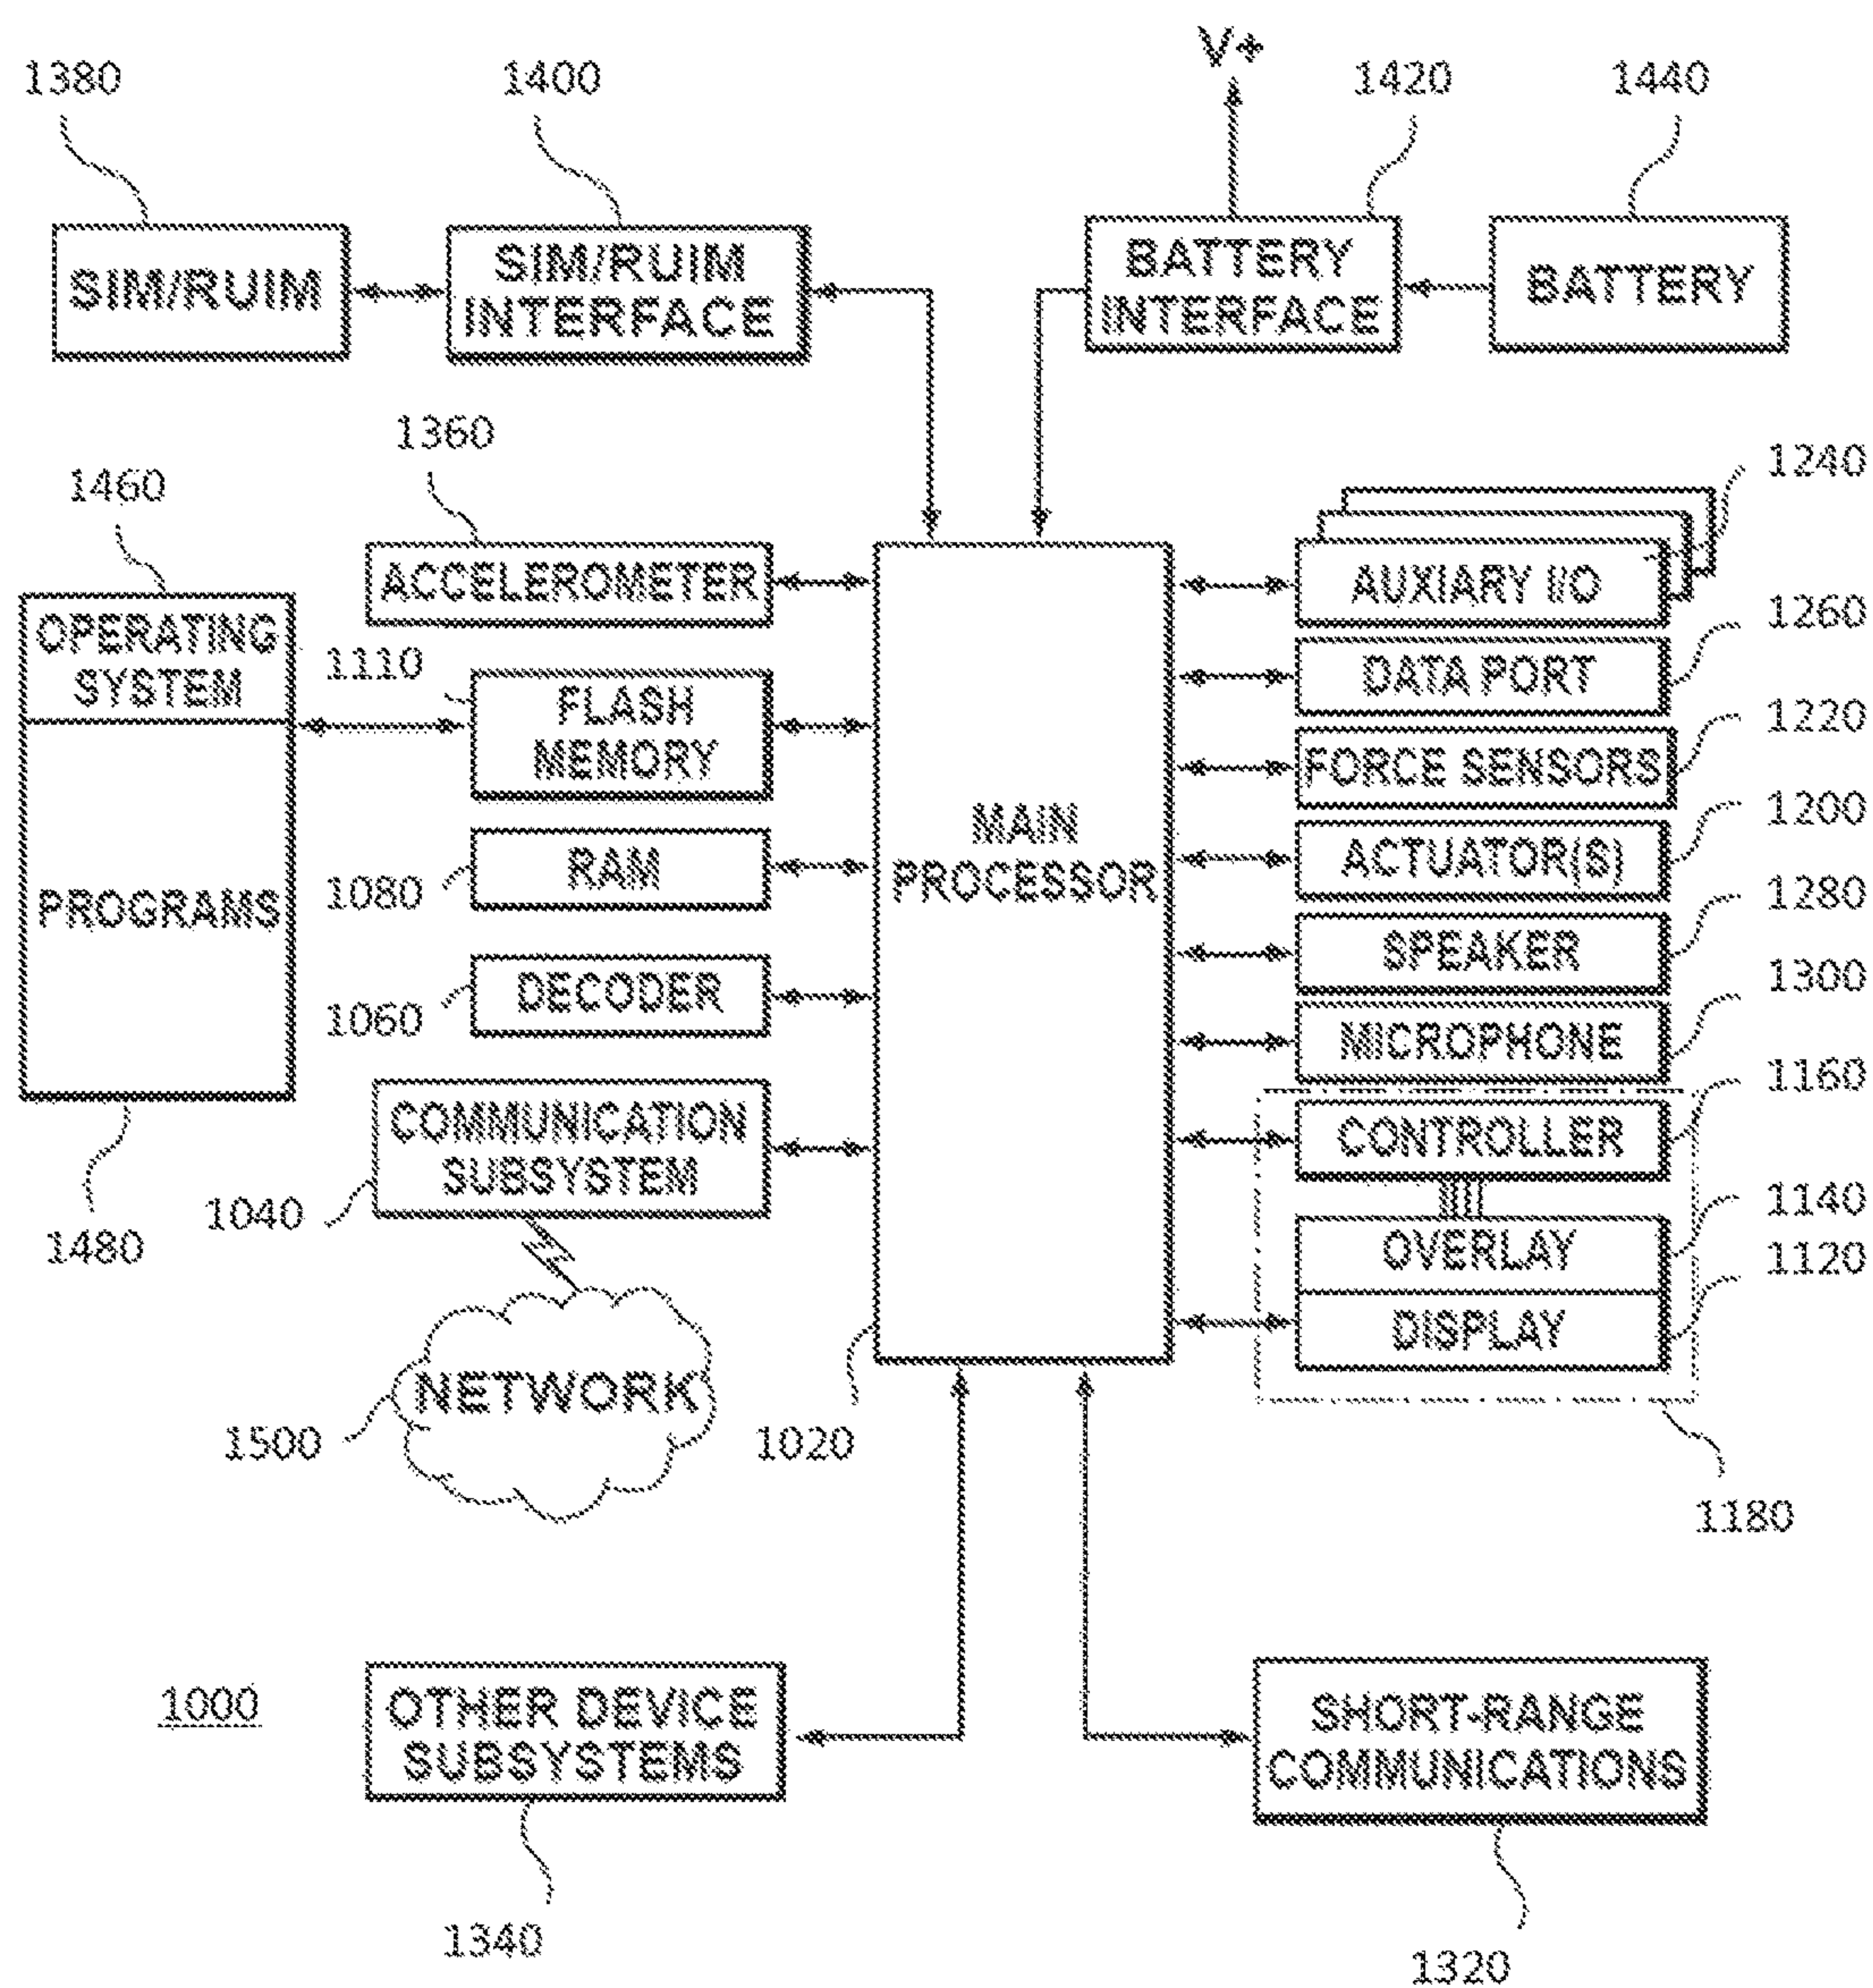 V+
1380
1400
1420
1440
SIM/RUIM
SIM/RUIM
INTERFACE
BATTERY
INTERFACE
BATTERY
1360
1460
1240
ACCELEROMETER
AUXIARY I/O
OPERATING
SYSTEM
1260
1110
FLASH
MEMORY
DATA PORT
1220
FORCE SENSORS
1200
MAIN
PROCESSOR
RAM
1080
ACTUATOR(S)
PROGRAMS
1280
SPEAKER
DECODER
1060
1300
MICROPHONE
1160
COMMUNICATION
SUBSYSTEM
CONTROLLER
1040
1140
1480
OVERLAY
1120
DISPLAY
NETWORK
1500
1020
1180
1000
OTHER DEVICE
SUBSYSTEMS
SHORT-RANGE
COMMUNICATIONS
1340
1320